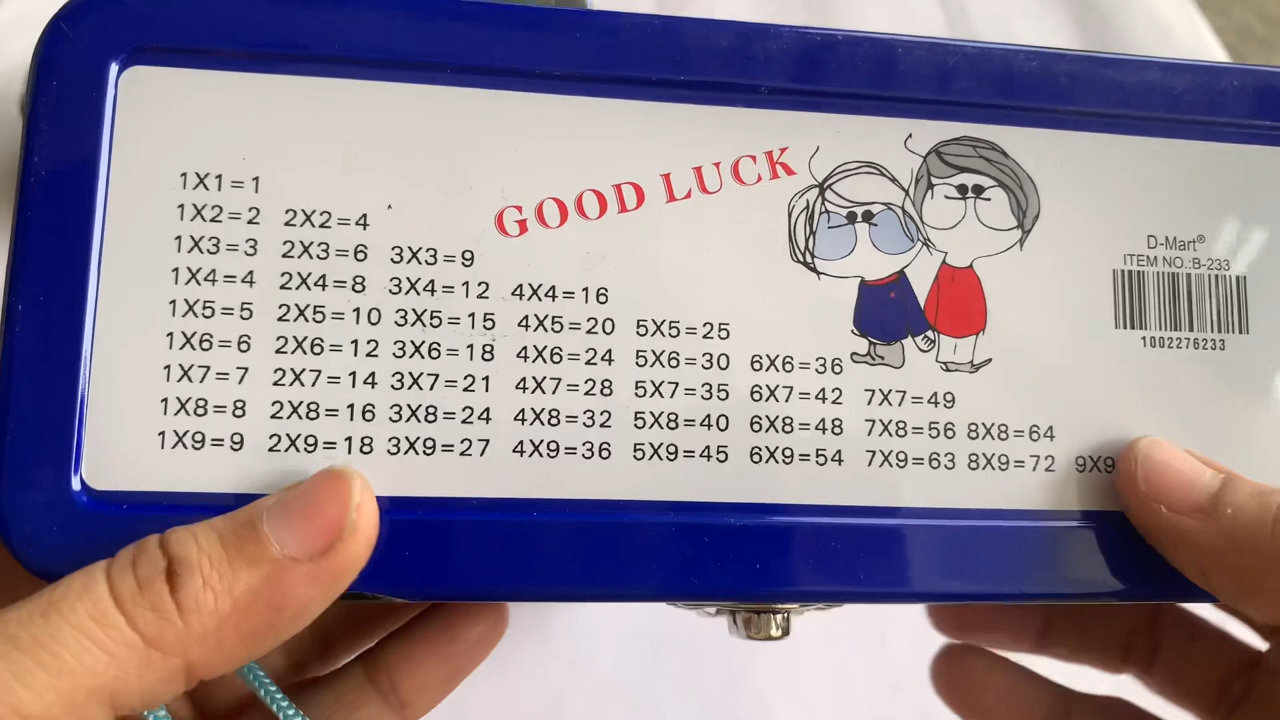 GOOD LUCK
1X1=1
1X2=2 2X2=4
1X3=3 2X3=6 3X3=9
1X4=4 2X4=8 3X4=12 4X4=16
1X5=5 2X5=10 3X5=15 4X5=20 5X5=25
1X6=6 2X6=12 3X6=18 4X6=24 5X6=30 6X6=36
1X7=7 2X7=14 3X7=21 4X7=28 5X7=35 6X7=42 7X7=49
1X8=8 2X8=16 3X8=24 4X8=32 5X8=40 6X8=48 7X8=56 8X8=64
1X9=9 2X9=18 3X9=27 4X9=36 5X9=45 6X9=54 7X9=63 8X9=72 9X9
D-Mart®
ITEM NO.:B-233
1002276233